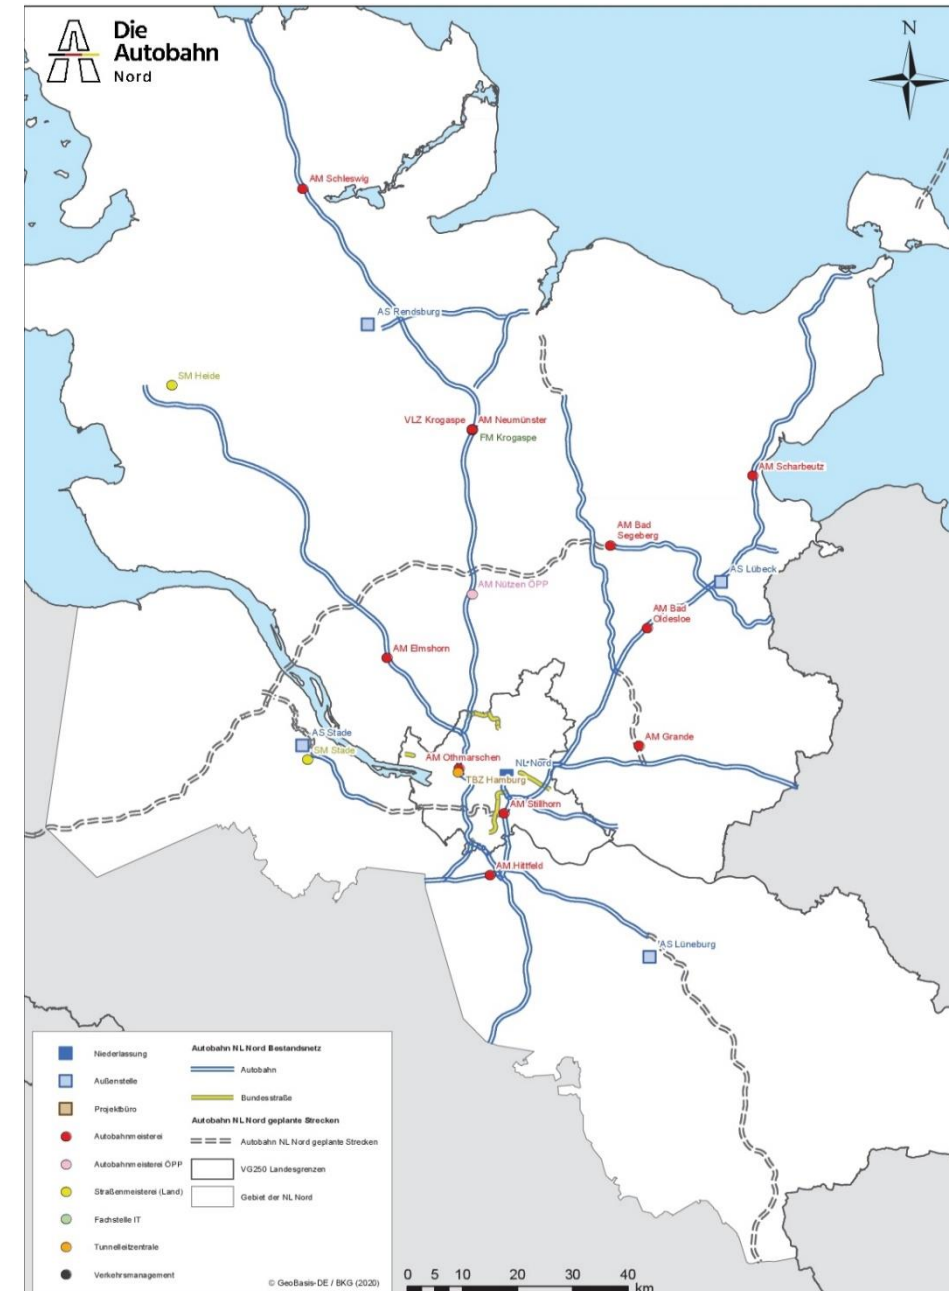 Die
Autobahn
Nord
N
AM Schleswig
AS Rendsburg
SM Heide
VLZ Krogaspe
AM Neumünster
FM Krogaspe
AM Scharbeutz
AM Bad
Segeberg
AS Lübeck
AM Nützen ÖPP
AM Bad
Oldesloe
AM Elmshorn
AS Stade
SM Stade
AM Grande
AM Othmarschen
NL Nord
TBZ Hamburg
AM Stillhorn
AM Hittfeld
AS Lüneburg
Niederlassung
Außenstelle
Projektbüro
Autobahnmeisterei
Autobahnmeisterei ÖPP
Straßenmeisterei (Land)
Fachstelle IT
Tunnelleitzentrale
Verkehrsmanagement
Autobahn NL Nord Bestandsnetz
Autobahn
Bundesstraße
Autobahn NL Nord geplante Strecken
Autobahn NL Nord geplante Strecken
VG250 Landesgrenzen
Gebiet der NL Nord
© GeoBasis-DE / BKG (2020)
0 5 10 20 30 40
km